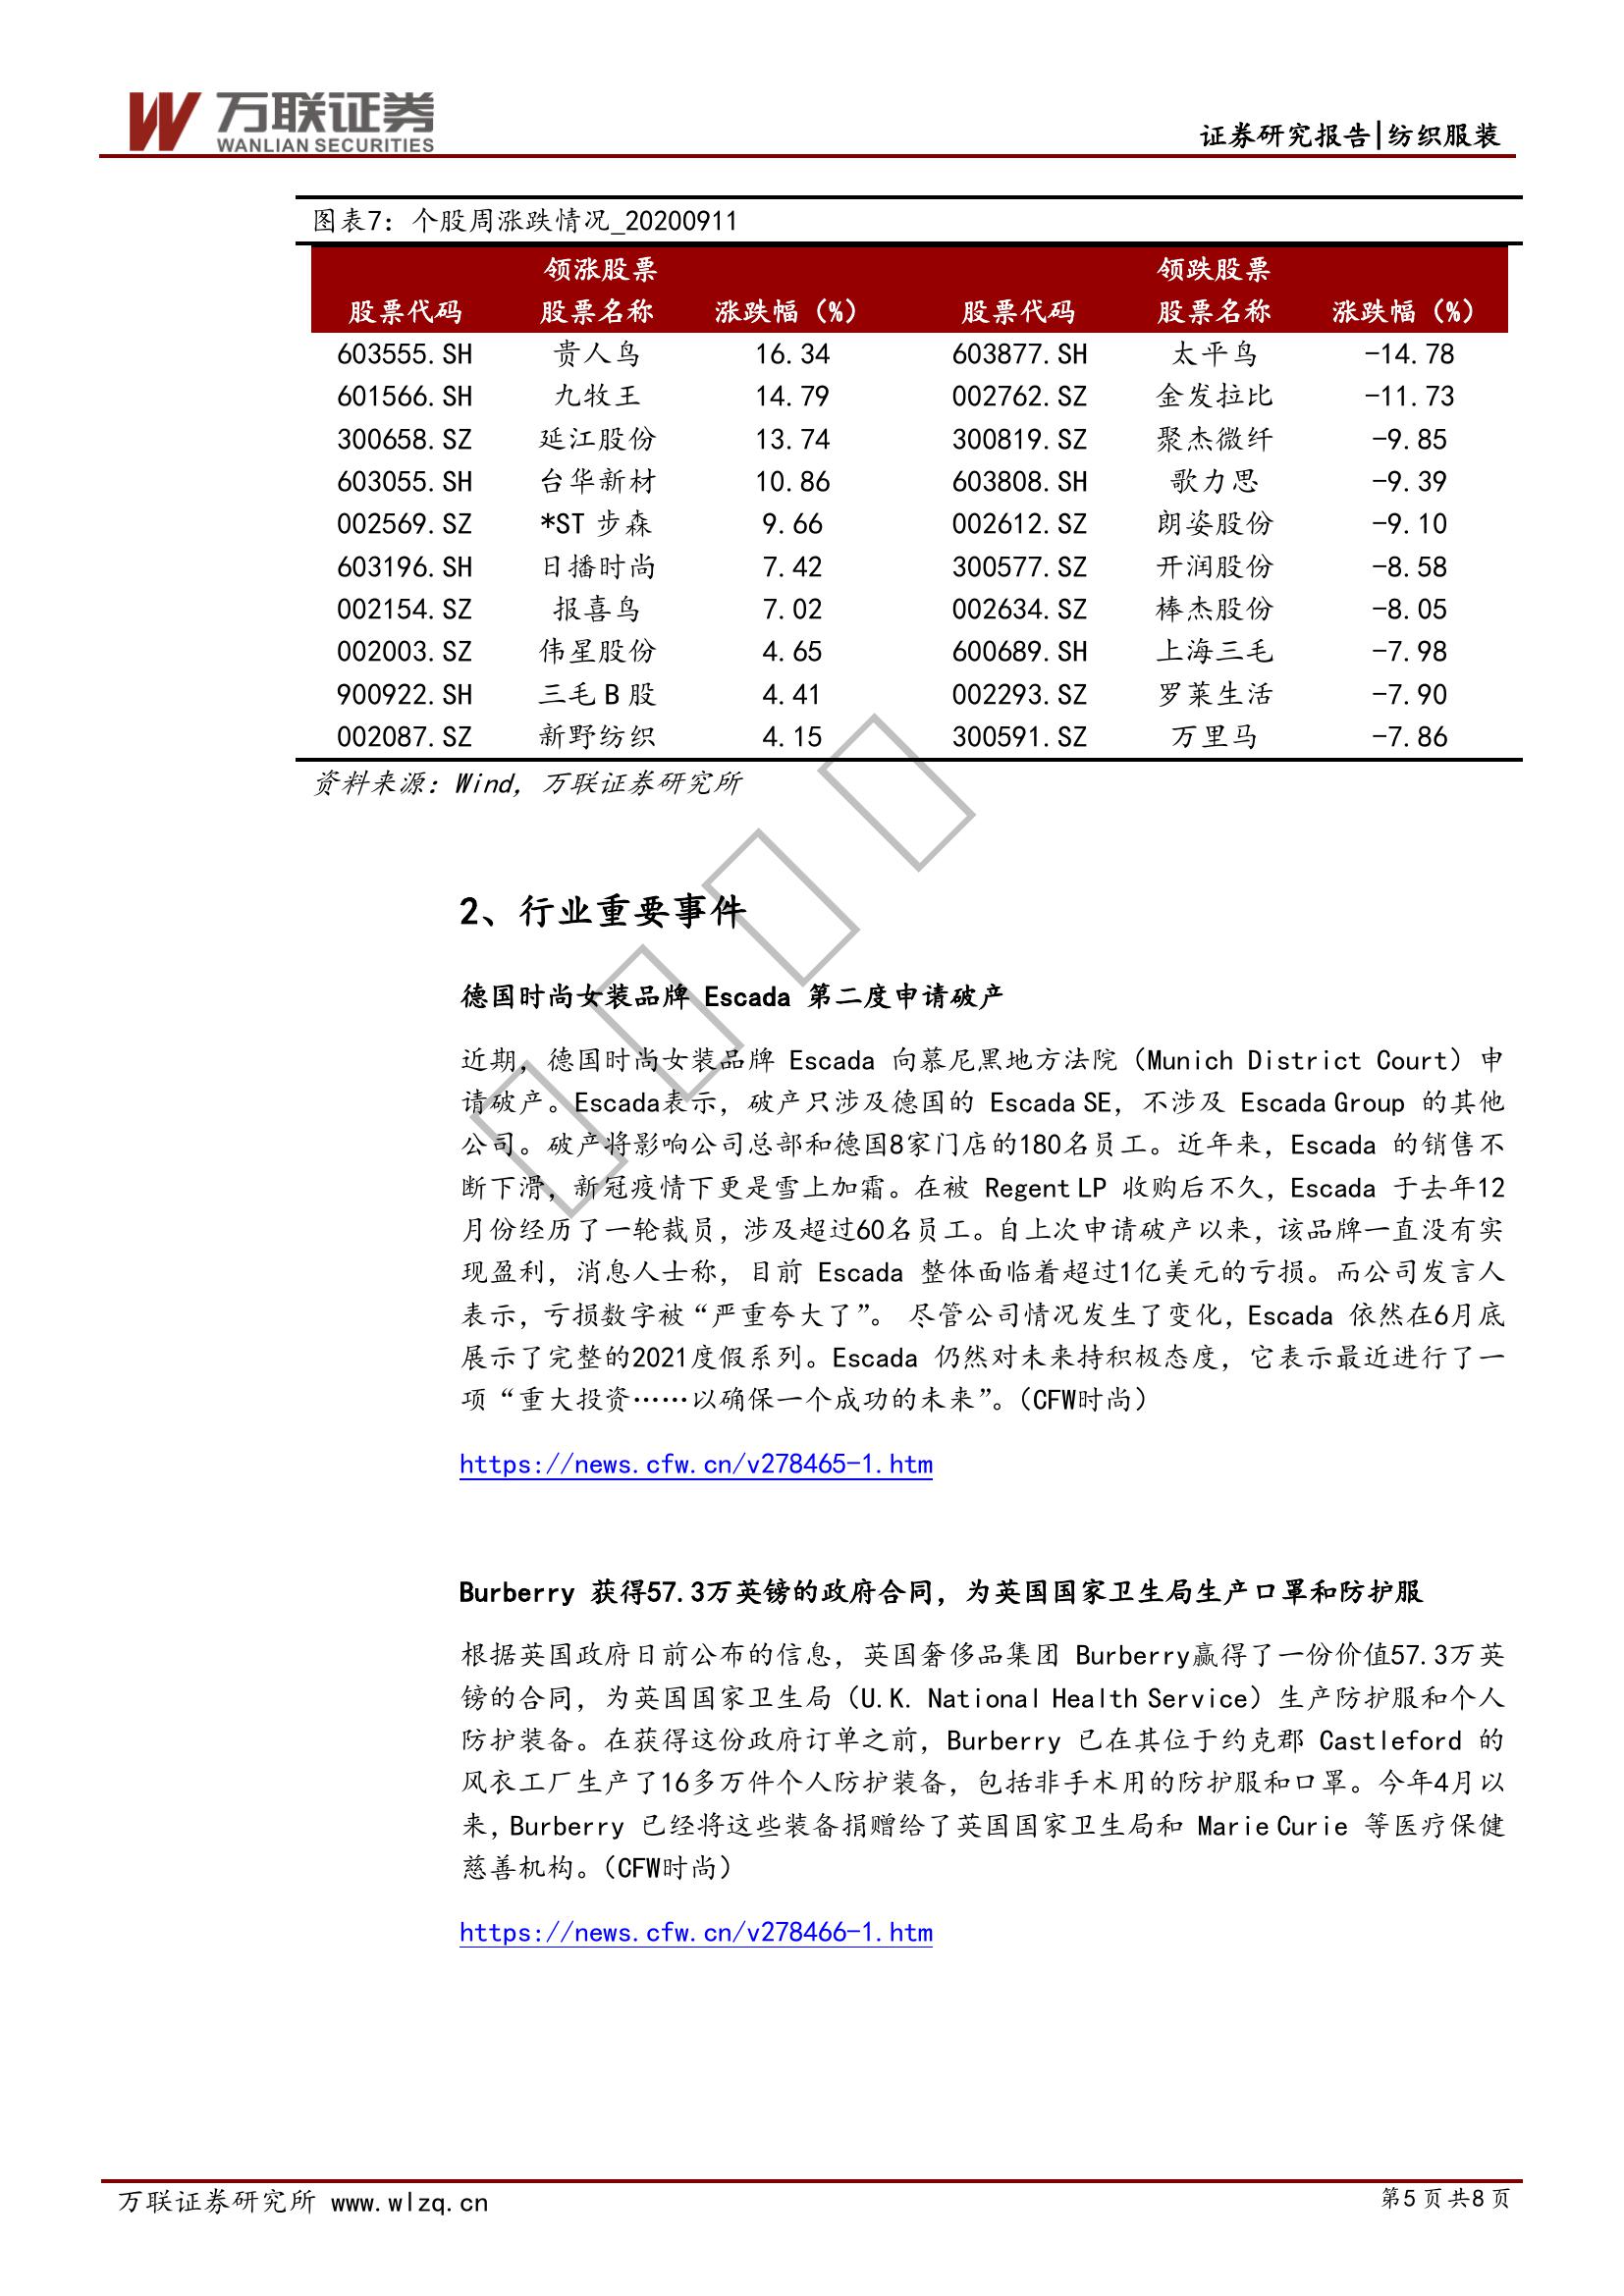 万联证券
WANLIAN SECURITIES
证券研究报告|纺织服装
图表7：个股周涨跌情况_20200911
领涨股票 领跌股票
股票代码 股票名称 涨跌幅（%） 股票代码 股票名称 涨跌幅（%）
603555.SH 贵人鸟 16.34 603877.SH 太平鸟 -14.78
601566.SH 九牧王 14.79 002762.SZ 金发拉比 -11.73
300658.SZ 延江股份 13.74 300819.SZ 聚杰微纤 -9.85
603055.SH 台华新材 10.86 603808.SH 歌力思 -9.39
002569.SZ *ST 步森 9.66 002612.SZ 朗姿股份 -9.10
603196.SH 日播时尚 7.42 300577.SZ 开润股份 -8.58
002154.SZ 报喜鸟 7.02 002634.SZ 棒杰股份 -8.05
002003.SZ 伟星股份 4.65 600689.SH 上海三毛 -7.98
900922.SH 三毛 B 股 4.41 002293.SZ 罗莱生活 -7.90
002087.SZ 新野纺织 4.15 300591.SZ 万里马 -7.86
资料来源：Wind，万联证券研究所
2、行业重要事件
德国时尚女装品牌 Escada 第二度申请破产
近期，德国时尚女装品牌 Escada 向慕尼黑地方法院（Munich District Court）申
请破产。Escada表示，破产只涉及德国的 Escada SE，不涉及 Escada Group 的其他
公司。破产将影响公司总部和德国8家门店的180名员工。近年来，Escada 的销售不
断下滑，新冠疫情下更是雪上加霜。在被 Regent LP 收购后不久，Escada 于去年12
月份经历了一轮裁员，涉及超过60名员工。自上次申请破产以来，该品牌一直没有实
现盈利，消息人士称，目前 Escada 整体面临着超过1亿美元的亏损。而公司发言人
表示，亏损数字被“严重夸大了”。 尽管公司情况发生了变化，Escada 依然在6月底
展示了完整的2021度假系列。Escada 仍然对未来持积极态度，它表示最近进行了一
项“重大投资……以确保一个成功的未来”。（CFW时尚）
https://news.cfw.cn/v278465-1.htm
Burberry 获得57.3万英镑的政府合同，为英国国家卫生局生产口罩和防护服
根据英国政府日前公布的信息，英国奢侈品集团 Burberry赢得了一份价值57.3万英
镑的合同，为英国国家卫生局（U.K. National Health Service）生产防护服和个人
防护装备。在获得这份政府订单之前，Burberry 已在其位于约克郡 Castleford 的
风衣工厂生产了16多万件个人防护装备，包括非手术用的防护服和口罩。今年4月以
来，Burberry 已经将这些装备捐赠给了英国国家卫生局和 Marie Curie 等医疗保健
慈善机构。（CFW时尚）
https://news.cfw.cn/v278466-1.htm
万联证券研究所 www.wlzq.cn
第5页共8页